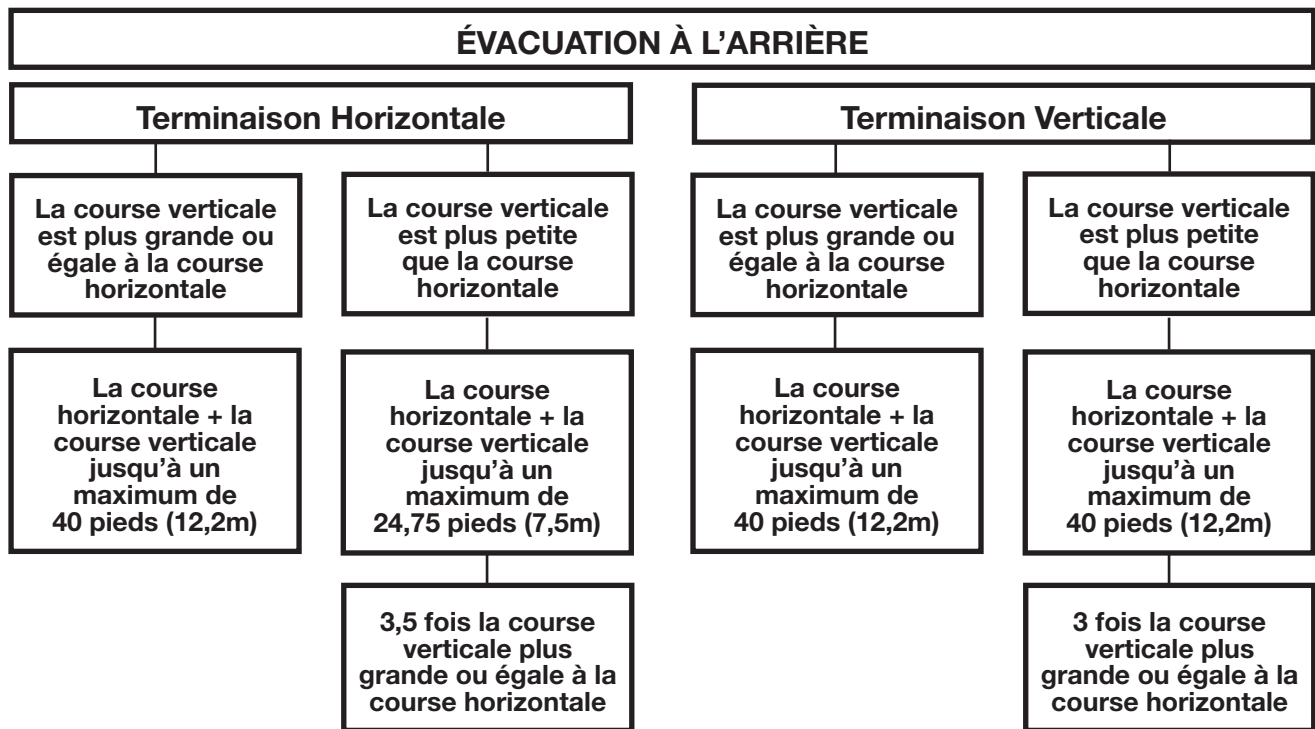 ÉVACUATION À L'ARRIÈRE
Terminaison Horizontale
La course verticale
est plus grande ou
égale à la course
horizontale
La course
horizontale + la
course verticale
jusqu'à un
maximum de
40 pieds (12,2m)
La course verticale
est plus petite
que la course
horizontale
La course
horizontale + la
course verticale
jusqu'à un
maximum de
24,75 pieds (7,5m)
3,5 fois la course
verticale plus
grande ou égale à la
course horizontale
Terminaison Verticale
La course verticale
est plus grande ou
égale à la course
horizontale
La course
horizontale + la
course verticale
jusqu'à un
maximum de
40 pieds (12,2m)
La course verticale
est plus petite
que la course
horizontale
La course
horizontale + la
course verticale
jusqu'à un
maximum de
40 pieds (12,2m)
3 fois la course
verticale plus
grande ou égale à la
course horizontale